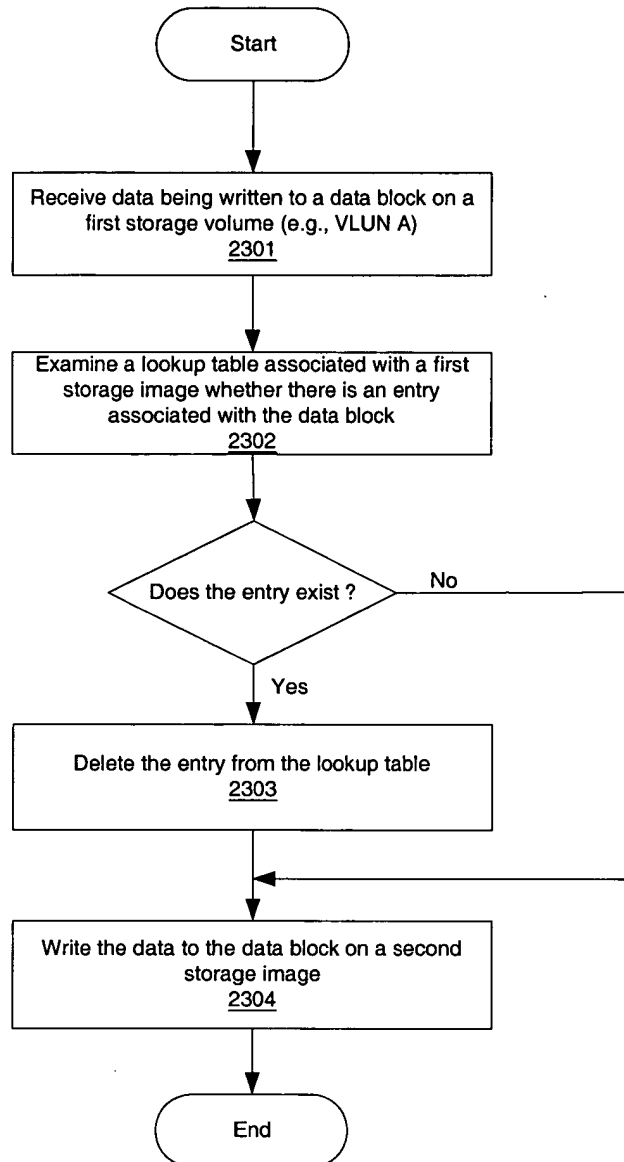 Start
Receive data being written to a data block on a
first storage volume (e.g., VLUN A)
2301
Examine a lookup table associated with a first
storage image whether there is an entry
associated with the data block
2302
Does the entry exist ?
No
Yes
Delete the entry from the lookup table
2303
Write the data to the data block on a second
storage image
2304
End